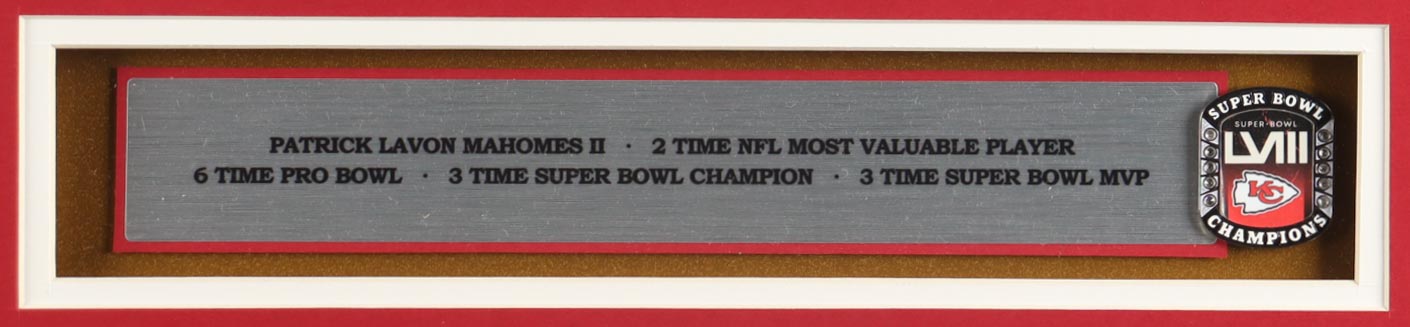 PATRICK LAVON MAHOMES II · 2 TIME NFL MOST VALUABLE PLAYER
6 TIME PRO BOWL · 3 TIME SUPER BOWL CHAMPION · 3 TIME SUPER BOWL MVP
SUPER BOWL
SUPER BOWL
LVIII
KC
CHAMPIONS